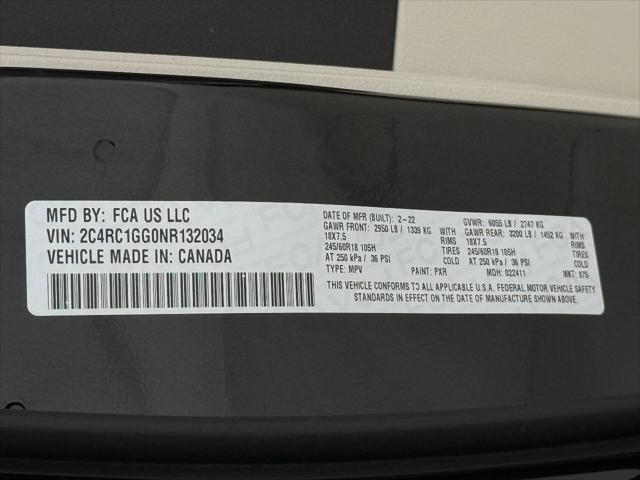 MFD BY: FCA US LLC
VIN: 2C4RC1GG0NR132034
VEHICLE MADE IN: CANADA
DATE OF MFR (BUILT): 2-22 GVWR: 6055 LB / 2747 KG
GAWR FRONT: 2950 LB / 1339 KG WITH GAWR REAR: 3200 LB / 1452 KG WITH
18X7.5 RIMS 18X7.5 RIMS
245/60R18 105H TIRES 245/60R18 105H TIRES
AT 250 kPa / 36 PSI COLD AT 250 kPa / 36 PSI COLD
TYPE: MPV PAINT: PXR MDH: 022411 MKT: 875
THIS VEHICLE CONFORMS TO ALL APPLICABLE U.S.A. FEDERAL MOTOR VEHICLE SAFETY
STANDARDS IN EFFECT ON THE DATE OF MANUFACTURE SHOWN ABOVE.